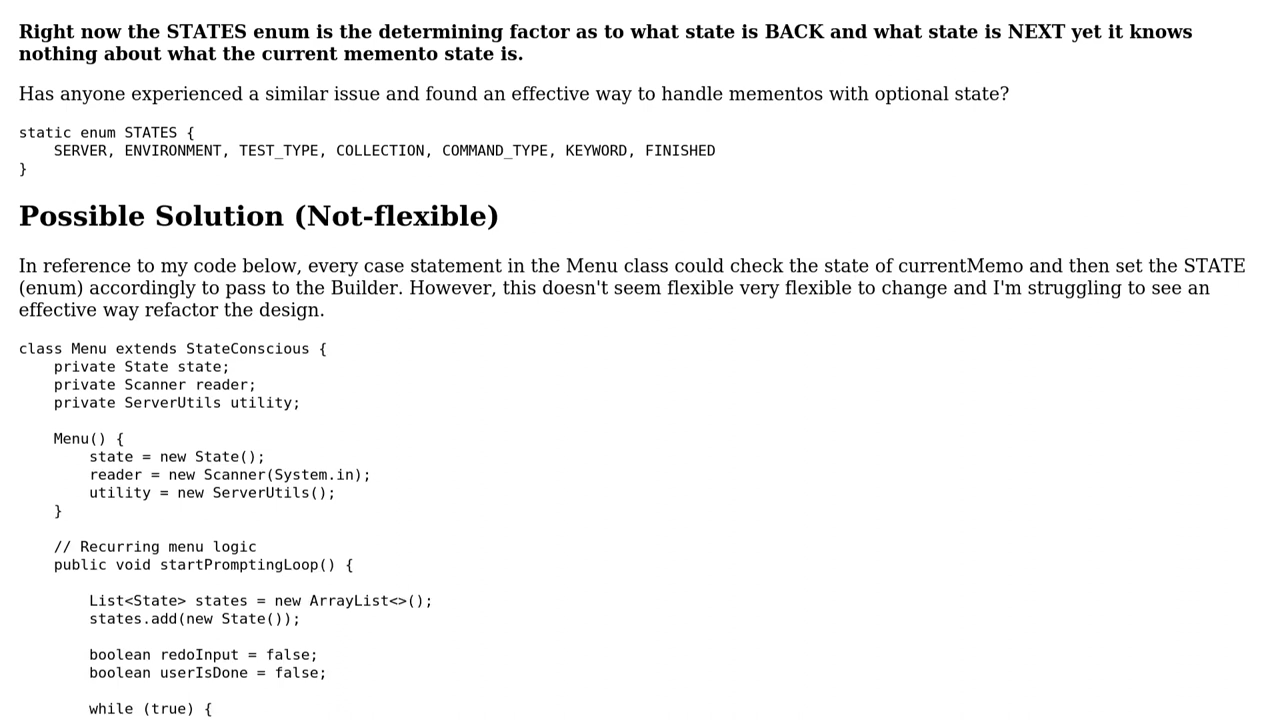 Right now the STATES enum is the determining factor as to what state is BACK and what state is NEXT yet it knows
nothing about what the current memento state is.
Has anyone experienced a similar issue and found an effective way to handle mementos with optional state?
static enum STATES {
    SERVER, ENVIRONMENT, TEST_TYPE, COLLECTION, COMMAND_TYPE, KEYWORD, FINISHED
}
Possible Solution (Not-flexible)
In reference to my code below, every case statement in the Menu class could check the state of currentMemo and then set the STATE
(enum) accordingly to pass to the Builder. However, this doesn't seem flexible very flexible to change and I'm struggling to see an
effective way refactor the design.
class Menu extends StateConscious {
    private State state;
    private Scanner reader;
    private ServerUtils utility;
    Menu() {
        state = new State();
        reader = new Scanner(System.in);
        utility = new ServerUtils();
    }
    // Recurring menu logic
    public void startPromptingLoop() {
        List<State> states = new ArrayList<>();
        states.add(new State());
        boolean redoInput = false;
        boolean userIsDone = false;
        while (true) {